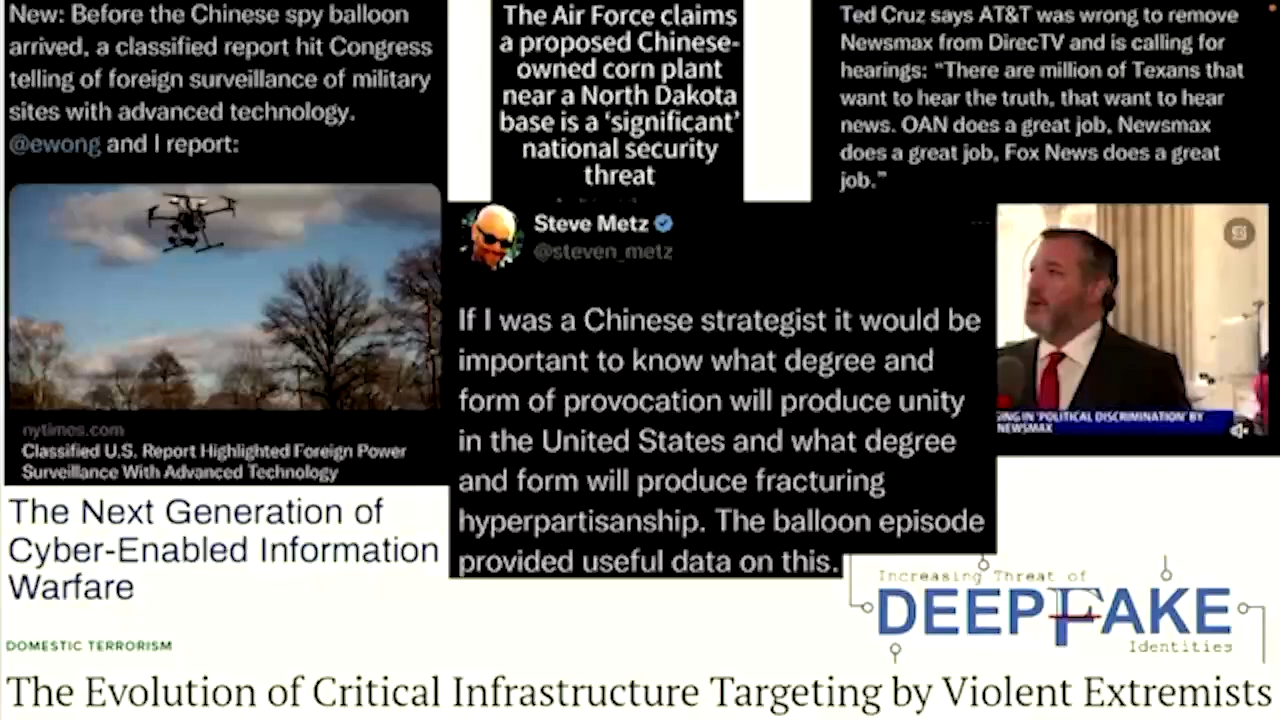 New: Before the Chinese spy balloon
arrived, a classified report hit Congress
telling of foreign surveillance of military
sites with advanced technology.
@ewong and I report:
nytimes.com
Classified U.S. Report Highlighted Foreign Power
Surveillance With Advanced Technology
The Air Force claims
a proposed Chinese-
owned corn plant
near a North Dakota
base is a ‘significant’
national security
threat
Ted Cruz says AT&T was wrong to remove
Newsmax from DirecTV and is calling for
hearings: “There are million of Texans that
want to hear the truth, that want to hear
news. OAN does a great job, Newsmax
does a great job, Fox News does a great
job.”
GING IN 'POLITICAL DISCRIMINATION' BY
NEWSMAX
Steve Metz
@steven_metz
If I was a Chinese strategist it would be
important to know what degree and
form of provocation will produce unity
in the United States and what degree
and form will produce fracturing
hyperpartisanship. The balloon episode
provided useful data on this.
The Next Generation of
Cyber-Enabled Information
Warfare
Increasing Threat of
DEEPFAKE
Identities
DOMESTIC TERRORISM
The Evolution of Critical Infrastructure Targeting by Violent Extremists